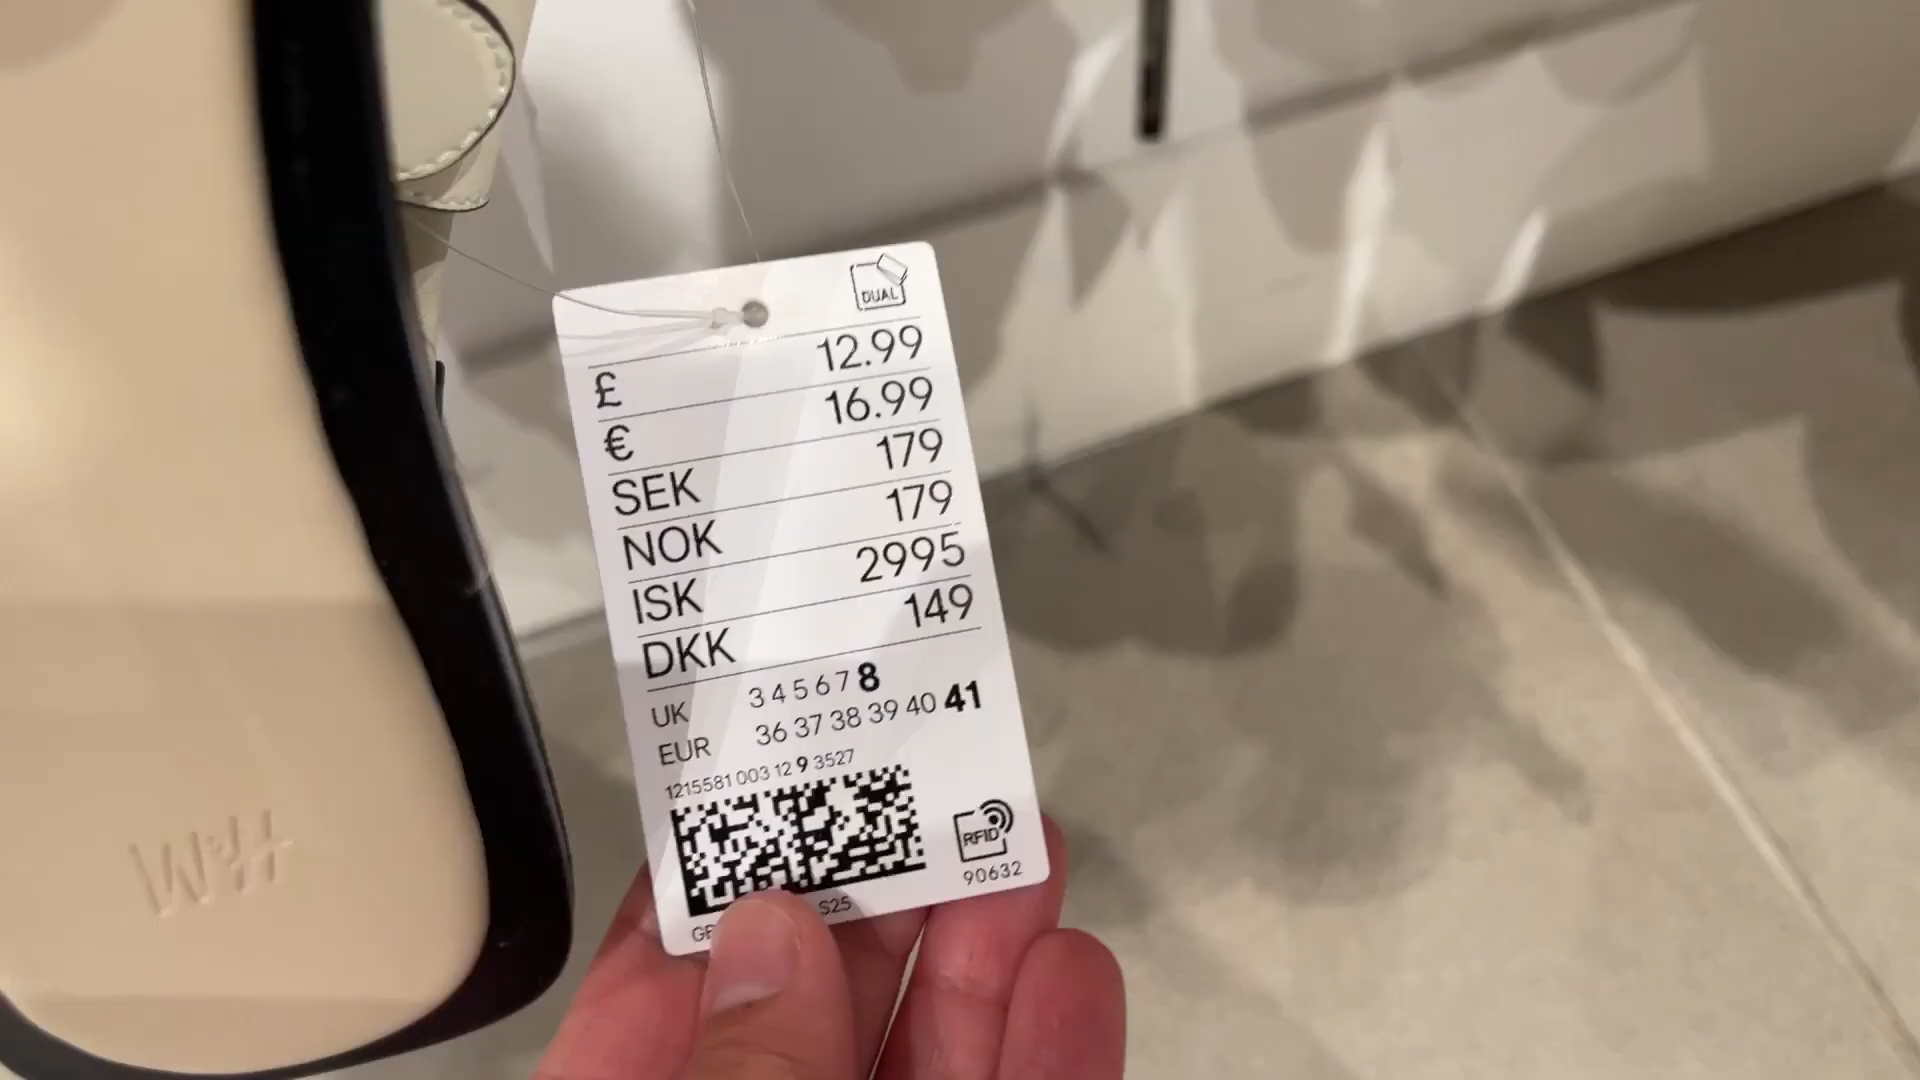 DUAL
£ 12.99
€ 16.99
SEK 179
NOK 179
ISK 2995
DKK 149
UK 3 4 5 6 7 8
EUR 36 37 38 39 40 41
1215581 003 12 9 3527
RFID
90632
S25
H&M